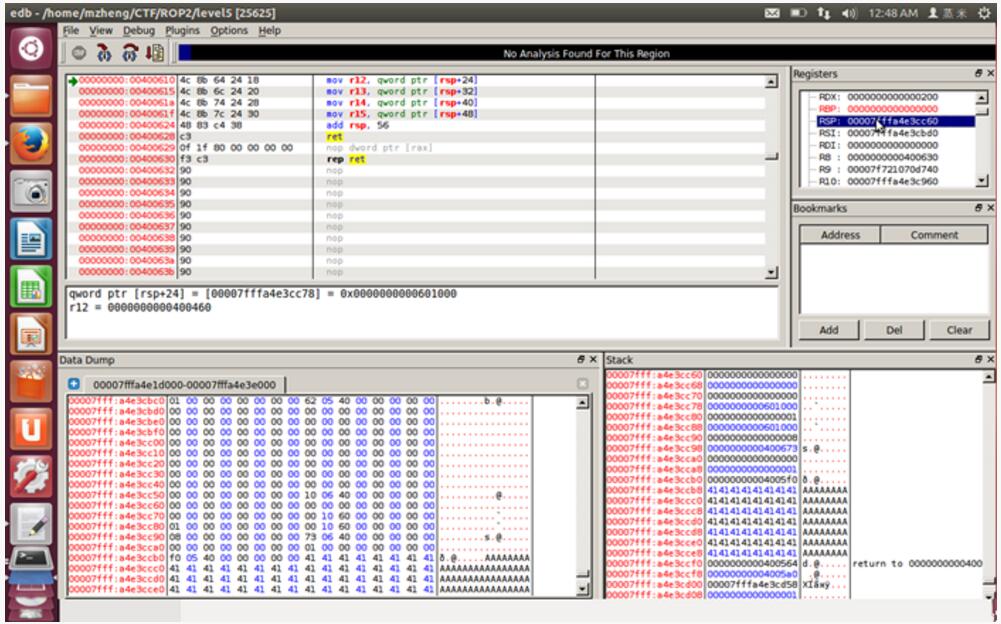 edb - /home/mzheng/CTF/ROP2/level5 [25625]
12:48 AM
File View Debug Plugins Options Help
No Analysis Found For This Region
00000000:00400610 4c 8b 64 24 18 mov r12, qword ptr [rsp+24]
00000000:00400615 4c 8b 6c 24 20 mov r13, qword ptr [rsp+32]
00000000:0040061a 4c 8b 74 24 28 mov r14, qword ptr [rsp+40]
00000000:0040061f 4c 8b 7c 24 30 mov r15, qword ptr [rsp+48]
00000000:00400624 48 83 c4 38 add rsp, 56
00000000:00400628 c3 ret
00000000:00400629 0f 1f 80 00 00 00 00 nop dword ptr [rax]
00000000:00400630 f3 c3 rep ret
00000000:00400632 90 nop
00000000:00400633 90 nop
00000000:00400634 90 nop
00000000:00400635 90 nop
00000000:00400636 90 nop
00000000:00400637 90 nop
00000000:00400638 90 nop
00000000:00400639 90 nop
00000000:0040063a 90 nop
00000000:0040063b 90 nop
qword ptr [rsp+24] = [00007fffa4e3cc78] = 0x0000000000601000
r12 = 0000000000400460
Registers
RDX: 0000000000000200
RBP: 0000000000000000
RSP: 00007fffa4e3cc60
RSI: 00007fffa4e3cbd0
RDI: 0000000000000000
R8 : 0000000000400630
R9 : 00007f721070d740
R10: 00007fffa4e3c960
Bookmarks
Address Comment
Add Del Clear
Data Dump
00007fffa4e1d000-00007fffa4e3e000
00007fff:a4e3cbc0 01 00 00 00 00 00 00 00 62 05 40 00 00 00 00 00 ........b.@.....
00007fff:a4e3cbd0 00 00 00 00 00 00 00 00 00 00 00 00 00 00 00 00 ................
00007fff:a4e3cbe0 00 00 00 00 00 00 00 00 00 00 00 00 00 00 00 00 ................
00007fff:a4e3cbf0 00 00 00 00 00 00 00 00 00 00 00 00 00 00 00 00 ................
00007fff:a4e3cc00 00 00 00 00 00 00 00 00 00 00 00 00 00 00 00 00 ................
00007fff:a4e3cc10 00 00 00 00 00 00 00 00 00 00 00 00 00 00 00 00 ................
00007fff:a4e3cc20 00 00 00 00 00 00 00 00 00 00 00 00 00 00 00 00 ................
00007fff:a4e3cc30 00 00 00 00 00 00 00 00 00 00 00 00 00 00 00 00 ................
00007fff:a4e3cc40 00 00 00 00 00 00 00 00 00 00 00 00 00 00 00 00 ................
00007fff:a4e3cc50 00 00 00 00 00 00 00 00 10 06 40 00 00 00 00 00 ..........@.....
00007fff:a4e3cc60 00 00 00 00 00 00 00 00 00 00 00 00 00 00 00 00 ................
00007fff:a4e3cc70 00 00 00 00 00 00 00 00 00 10 60 00 00 00 00 00 ..........`.....
00007fff:a4e3cc80 01 00 00 00 00 00 00 00 00 10 60 00 00 00 00 00 ..........`.....
00007fff:a4e3cc90 08 00 00 00 00 00 00 00 73 06 40 00 00 00 00 00 ........s.@.....
00007fff:a4e3cca0 00 00 00 00 00 00 00 00 01 00 00 00 00 00 00 00 ................
00007fff:a4e3ccb0 f0 05 40 00 00 00 00 00 41 41 41 41 41 41 41 41 ð.@.....AAAAAAAA
00007fff:a4e3ccc0 41 41 41 41 41 41 41 41 41 41 41 41 41 41 41 41 AAAAAAAAAAAAAAAA
00007fff:a4e3ccd0 41 41 41 41 41 41 41 41 41 41 41 41 41 41 41 41 AAAAAAAAAAAAAAAA
00007fff:a4e3cce0 41 41 41 41 41 41 41 41 41 41 41 41 41 41 41 41 AAAAAAAAAAAAAAAA
Stack
00007fff:a4e3cc60 0000000000000000 ........
00007fff:a4e3cc68 0000000000000000 ........
00007fff:a4e3cc70 0000000000000000 ........
00007fff:a4e3cc78 0000000000601000 ..`.....
00007fff:a4e3cc80 0000000000000001 ........
00007fff:a4e3cc88 0000000000601000 ..`.....
00007fff:a4e3cc90 0000000000000008 ........
00007fff:a4e3cc98 0000000000400673 s.@.....
00007fff:a4e3cca0 0000000000000000 ........
00007fff:a4e3cca8 0000000000000001 ........
00007fff:a4e3ccb0 00000000004005f0 ð.@.....
00007fff:a4e3ccb8 4141414141414141 AAAAAAAA
00007fff:a4e3ccc0 4141414141414141 AAAAAAAA
00007fff:a4e3ccc8 4141414141414141 AAAAAAAA
00007fff:a4e3ccd0 4141414141414141 AAAAAAAA
00007fff:a4e3ccd8 4141414141414141 AAAAAAAA
00007fff:a4e3cce0 4141414141414141 AAAAAAAA
00007fff:a4e3cce8 4141414141414141 AAAAAAAA
00007fff:a4e3ccf0 0000000000400564 d.@..... return to 0000000000400
00007fff:a4e3ccf8 00000000004005a0 .@.....
00007fff:a4e3cd00 00007fffa4e3cd58
00007fff:a4e3cd08 0000000000000001 ........